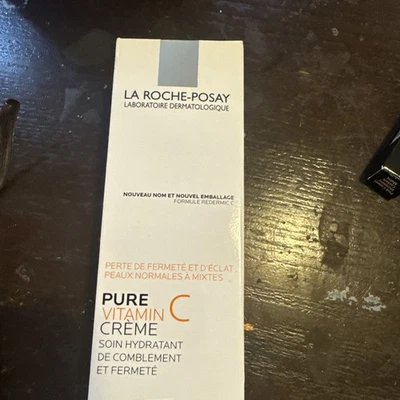 LA ROCHE-POSAY
LABORATOIRE DERMATOLOGIQUE
NOUVEAU NOM ET NOUVEL EMBALLAGE
FORMULE REDERMIC C
PERTE DE FERMETÉ ET D'ÉCLAT
PEAUX NORMALES À MIXTES
PURE
VITAMIN C
CRÈME
SOIN HYDRATANT
DE COMBLEMENT
ET FERMETÉ